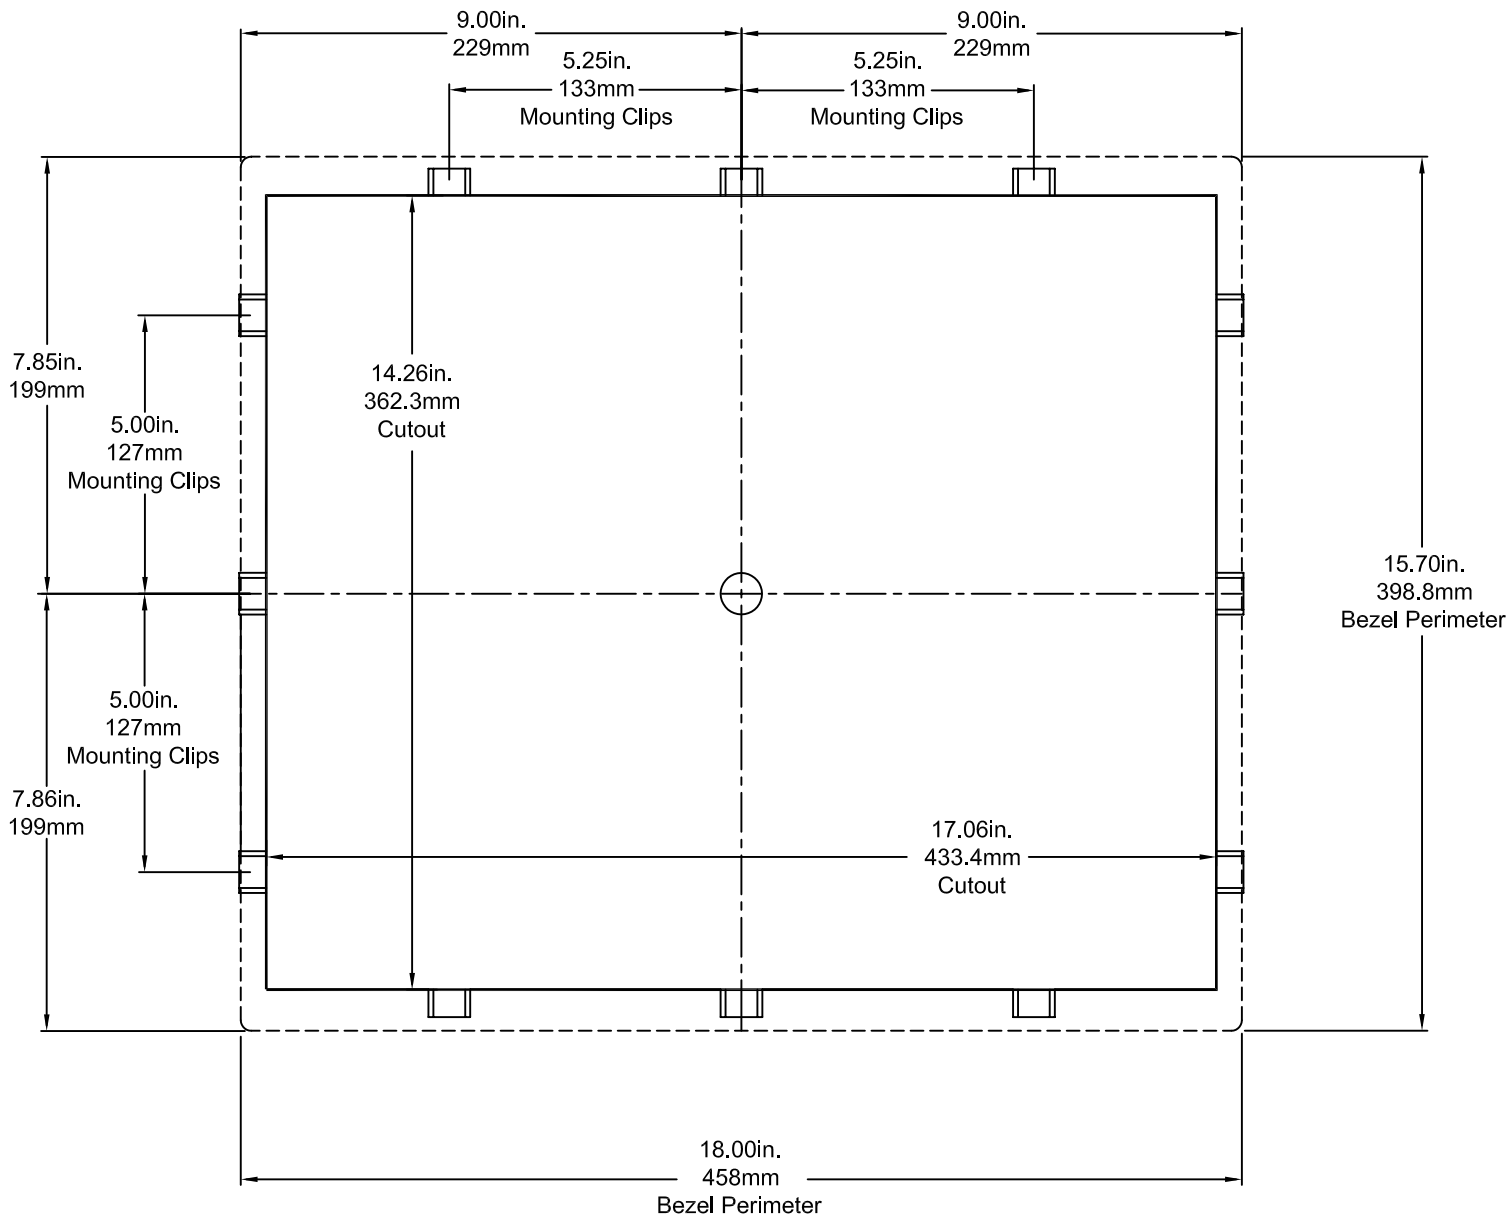 9.00in.
229mm
9.00in.
229mm
5.25in.
133mm
Mounting Clips
5.25in.
133mm
Mounting Clips
7.85in.
199mm
14.26in.
362.3mm
Cutout
5.00in.
127mm
Mounting Clips
15.70in.
398.8mm
Bezel Perimeter
5.00in.
127mm
Mounting Clips
7.86in.
199mm
17.06in.
433.4mm
Cutout
18.00in.
458mm
Bezel Perimeter